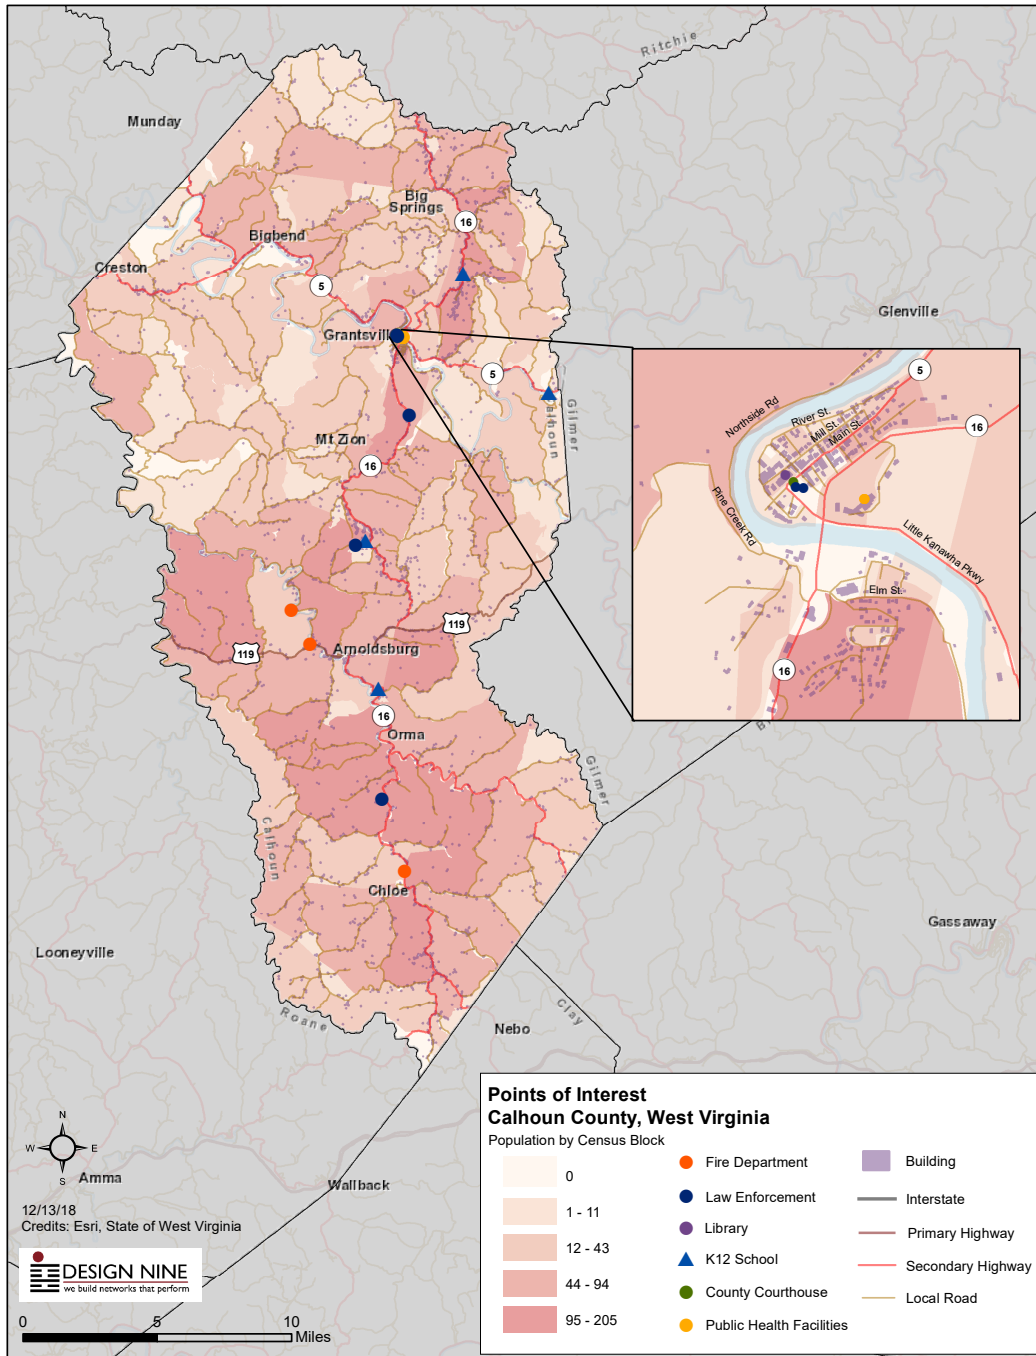 Ritchie
Munday
Big
Springs
16
Bigbend
Creston
5
Glenville
Grantsvill
5
Calhoun
Gilmer
Mt Zion
16
5
16
Northside Rd
River St.
Mill St.
Main St.
Pine Creek Rd
Little Kanawha Pkwy
Elm St.
16
119
119
Arnoldsburg
16
Orma
Gilmer
Calhoun
Chloe
Gassaway
Looneyville
Roane
Clay
Nebo
Amma
Wallback
N
W
E
S
12/13/18
Credits: Esri, State of West Virginia
DESIGN NINE
we build networks that perform
0
5
10
Miles
Points of Interest
Calhoun County, West Virginia
Population by Census Block
0
1 - 11
12 - 43
44 - 94
95 - 205
Fire Department
Law Enforcement
Library
K12 School
County Courthouse
Public Health Facilities
Building
Interstate
Primary Highway
Secondary Highway
Local Road